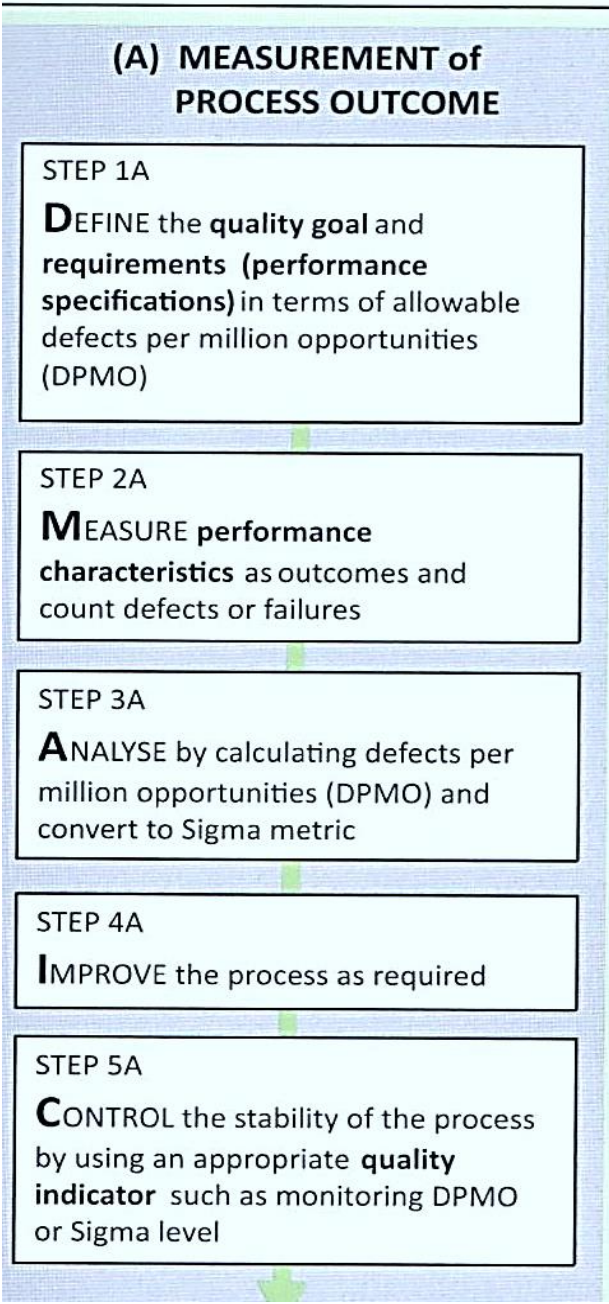 (A) MEASUREMENT of
PROCESS OUTCOME
STEP 1A
DEFINE the quality goal and
requirements (performance
specifications) in terms of allowable
defects per million opportunities
(DPMO)
STEP 2A
MEASURE performance
characteristics as outcomes and
count defects or failures
STEP 3A
ANALYSE by calculating defects per
million opportunities (DPMO) and
convert to Sigma metric
STEP 4A
IMPROVE the process as required
STEP 5A
CONTROL the stability of the process
by using an appropriate quality
indicator such as monitoring DPMO
or Sigma level